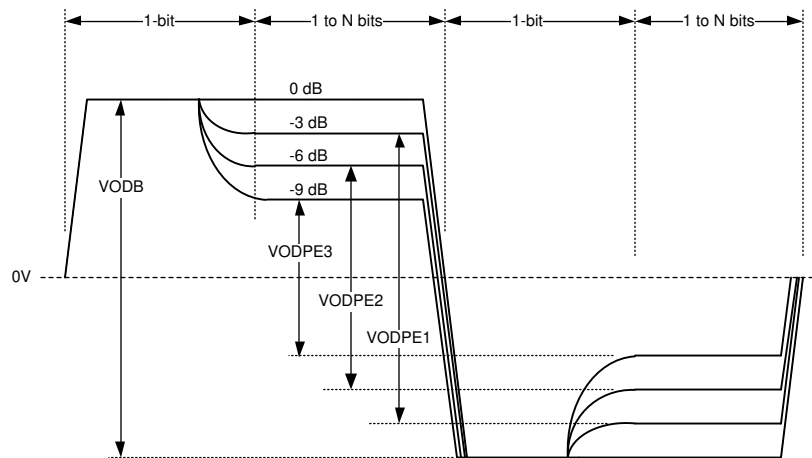 1-bit
1 to N bits
1-bit
1 to N bits
0 dB
-3 dB
-6 dB
-9 dB
VODB
VODPE3
0V
VODPE2
VODPE1